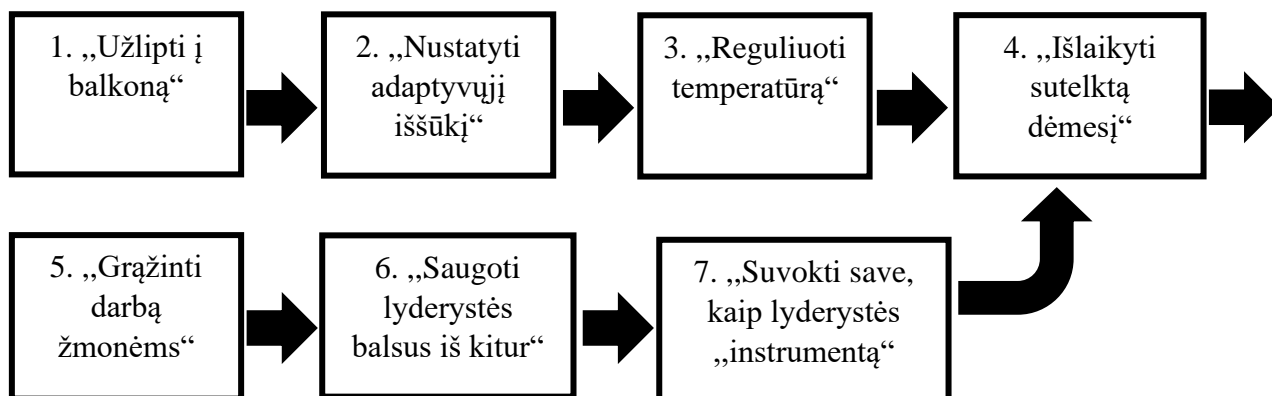 1. ,,Užlipti į
balkoną“
2. ,,Nustatyti
adaptyvųjį
iššūkį“
3. ,,Reguliuoti
temperatūrą“
4. ,,Išlaikyti
sutelktą
dėmesį“
5. ,,Grąžinti
darbą
žmonėms“
6. ,,Saugoti
lyderystės
balsus iš kitur“
7. ,,Suvokti save,
kaip lyderystės
,,instrumentą“